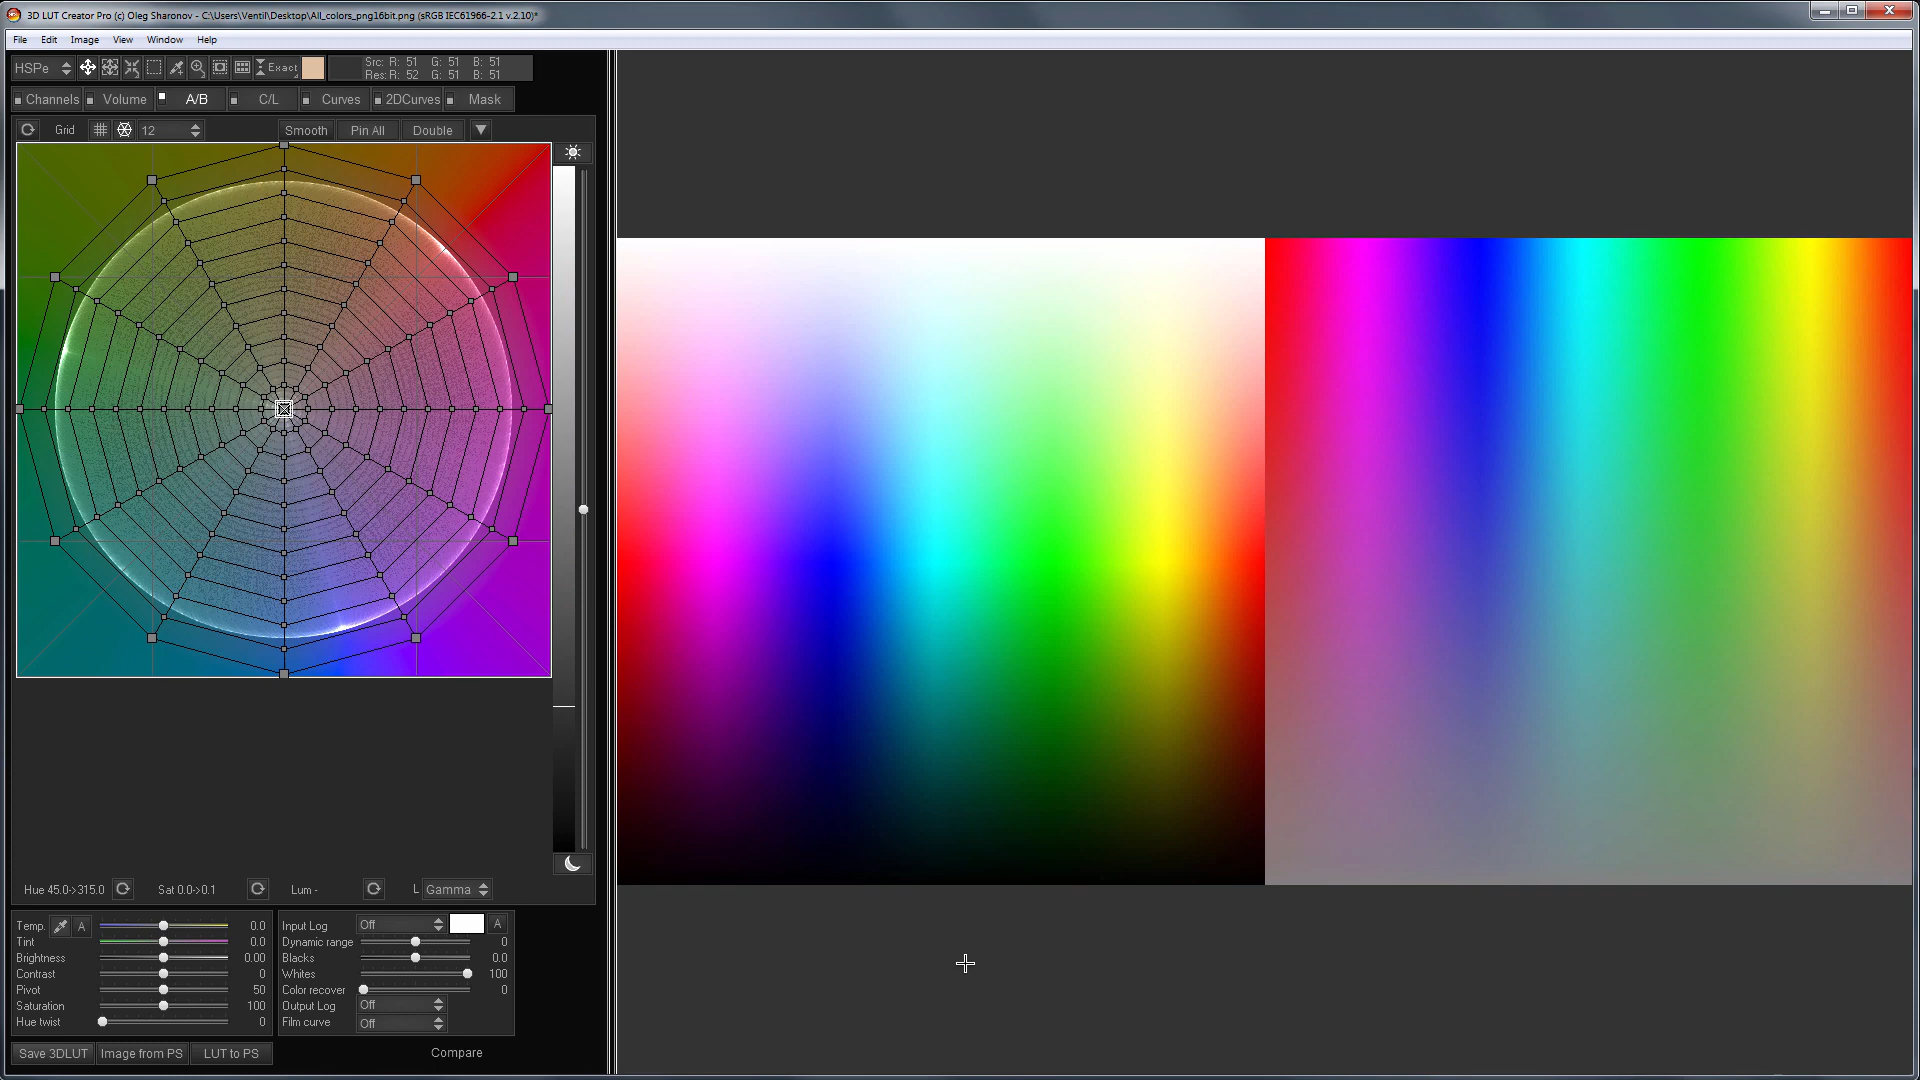 3D LUT Creator Pro (c) Oleg Sharonov - C:\Users\Ventil\Desktop\All_colors_png16bit.png (sRGB IEC61966-2.1 v.2.10)*
File Edit Image View Window Help
HSPe Exact Src: R: 51 G: 51 B: 51
Res: R: 52 G: 51 B: 51
Channels Volume A/B C/L Curves 2DCurves Mask
Grid 12 Smooth Pin All Double
Hue 45.0->315.0 Sat 0.0->0.1 Lum - L Gamma
Temp. A 0.0
Tint 0.0
Brightness 0.00
Contrast 0
Pivot 50
Saturation 100
Hue twist 0
Input Log Off A
Dynamic range 0
Blacks 0.0
Whites 100
Color recover 0
Output Log Off
Film curve Off
Save 3DLUT Image from PS LUT to PS Compare